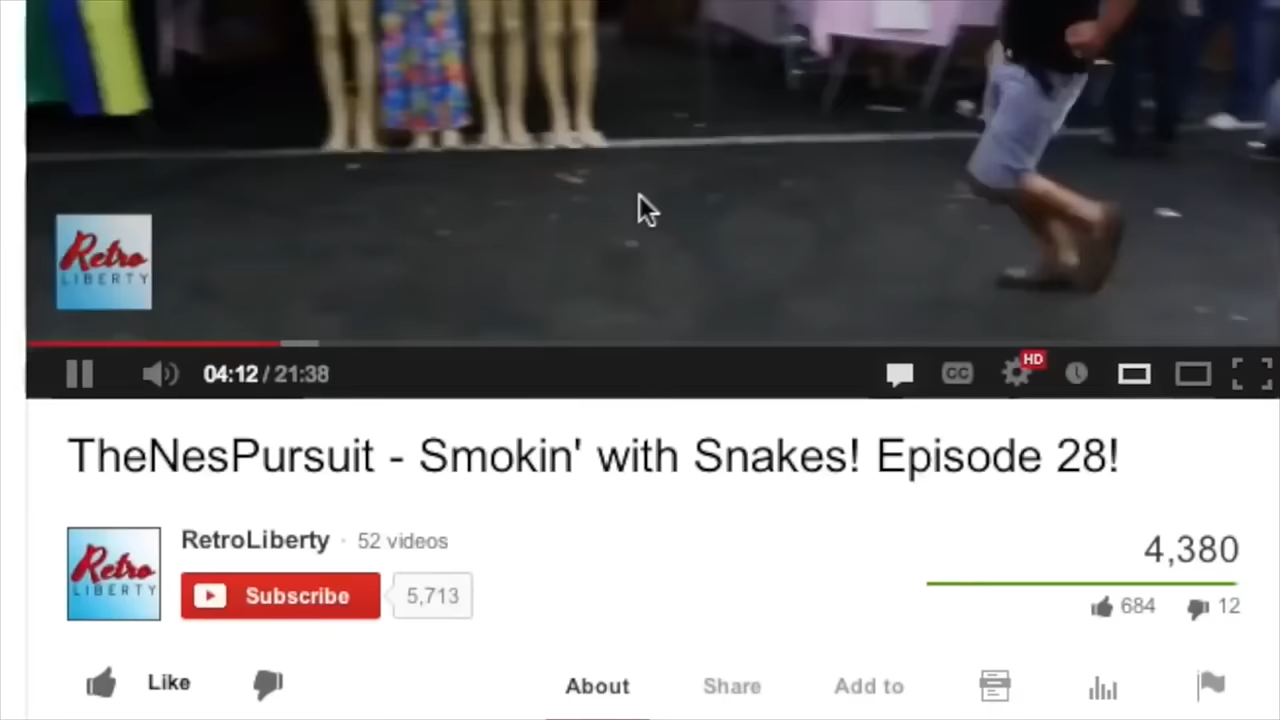 Retro
LIBERTY
04:12 / 21:38
CC
HD
TheNesPursuit - Smokin' with Snakes! Episode 28!
Retro
LIBERTY
RetroLiberty · 52 videos
Subscribe
5,713
4,380
684
12
Like
About
Share
Add to